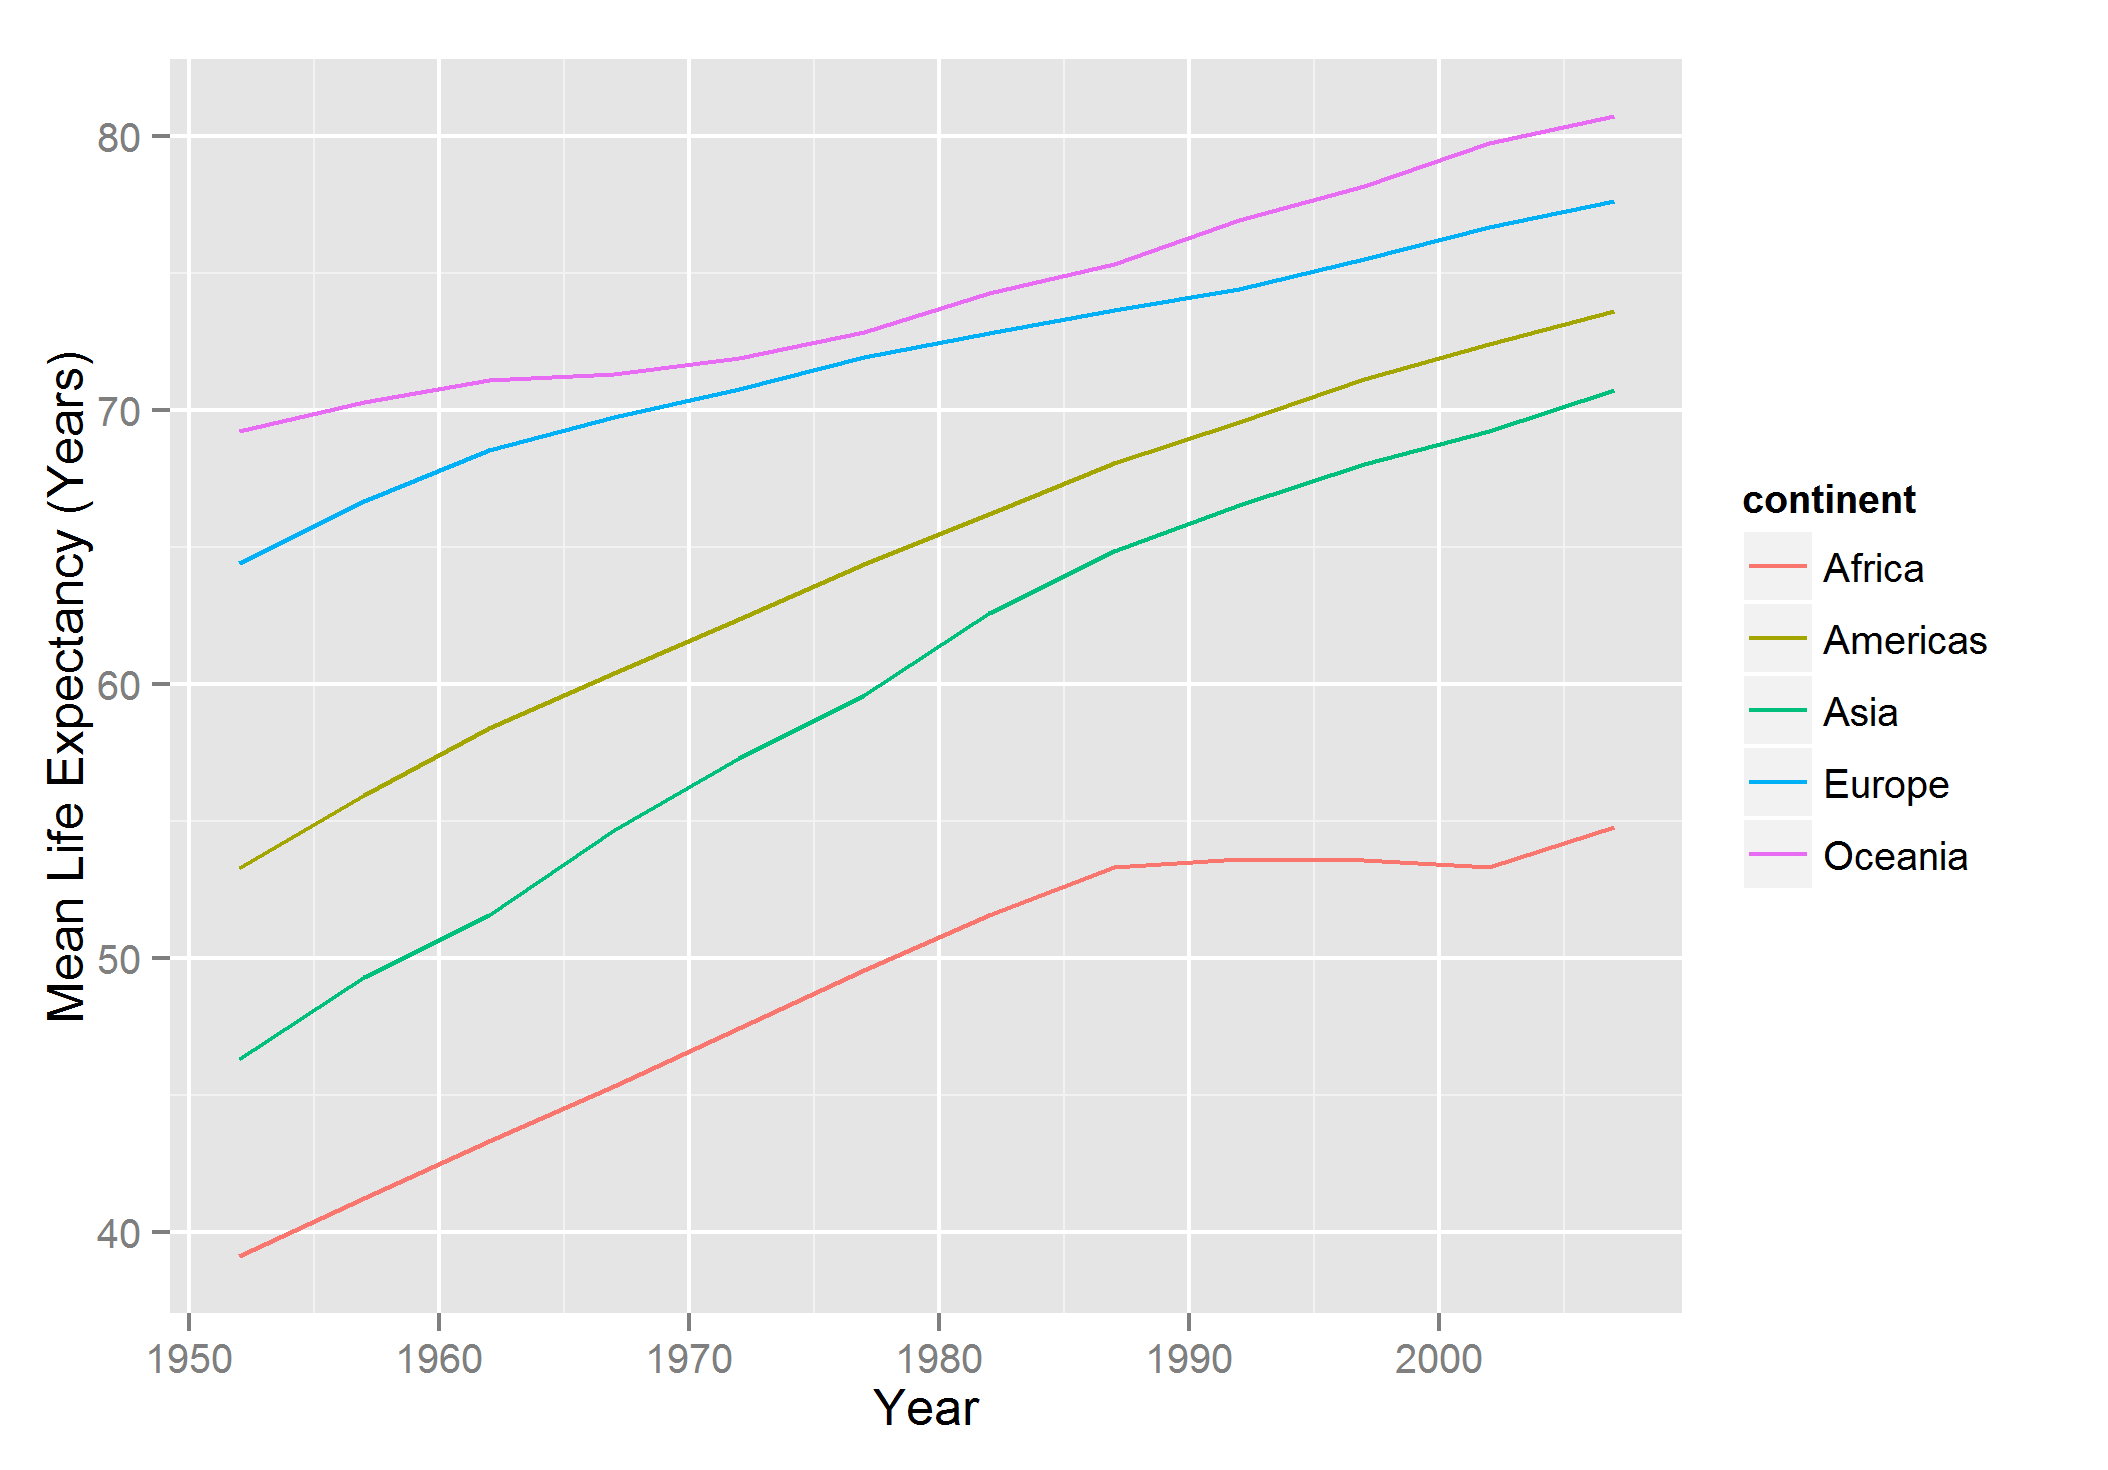 Mean Life Expectancy (Years)
80
70
60
50
40
1950 1960 1970 1980 1990 2000
Year
continent
Africa
Americas
Asia
Europe
Oceania